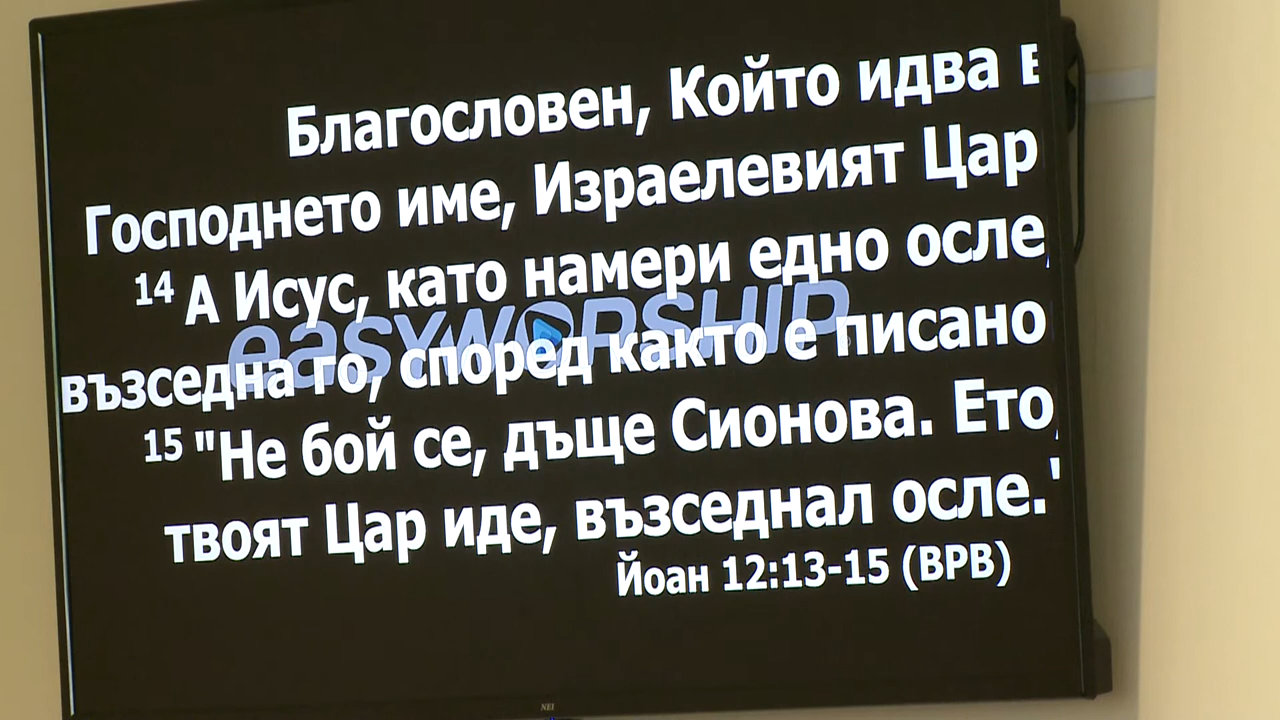 Благословен, Който идва в
Господнето име, Израелевият Цар
14 А Исус, като намери едно осле,
easyworship
възседна го, според както е писано
15 "Не бой се, дъще Сионова. Ето,
твоят Цар иде, възседнал осле."
Йоан 12:13-15 (ВРВ)
NEI